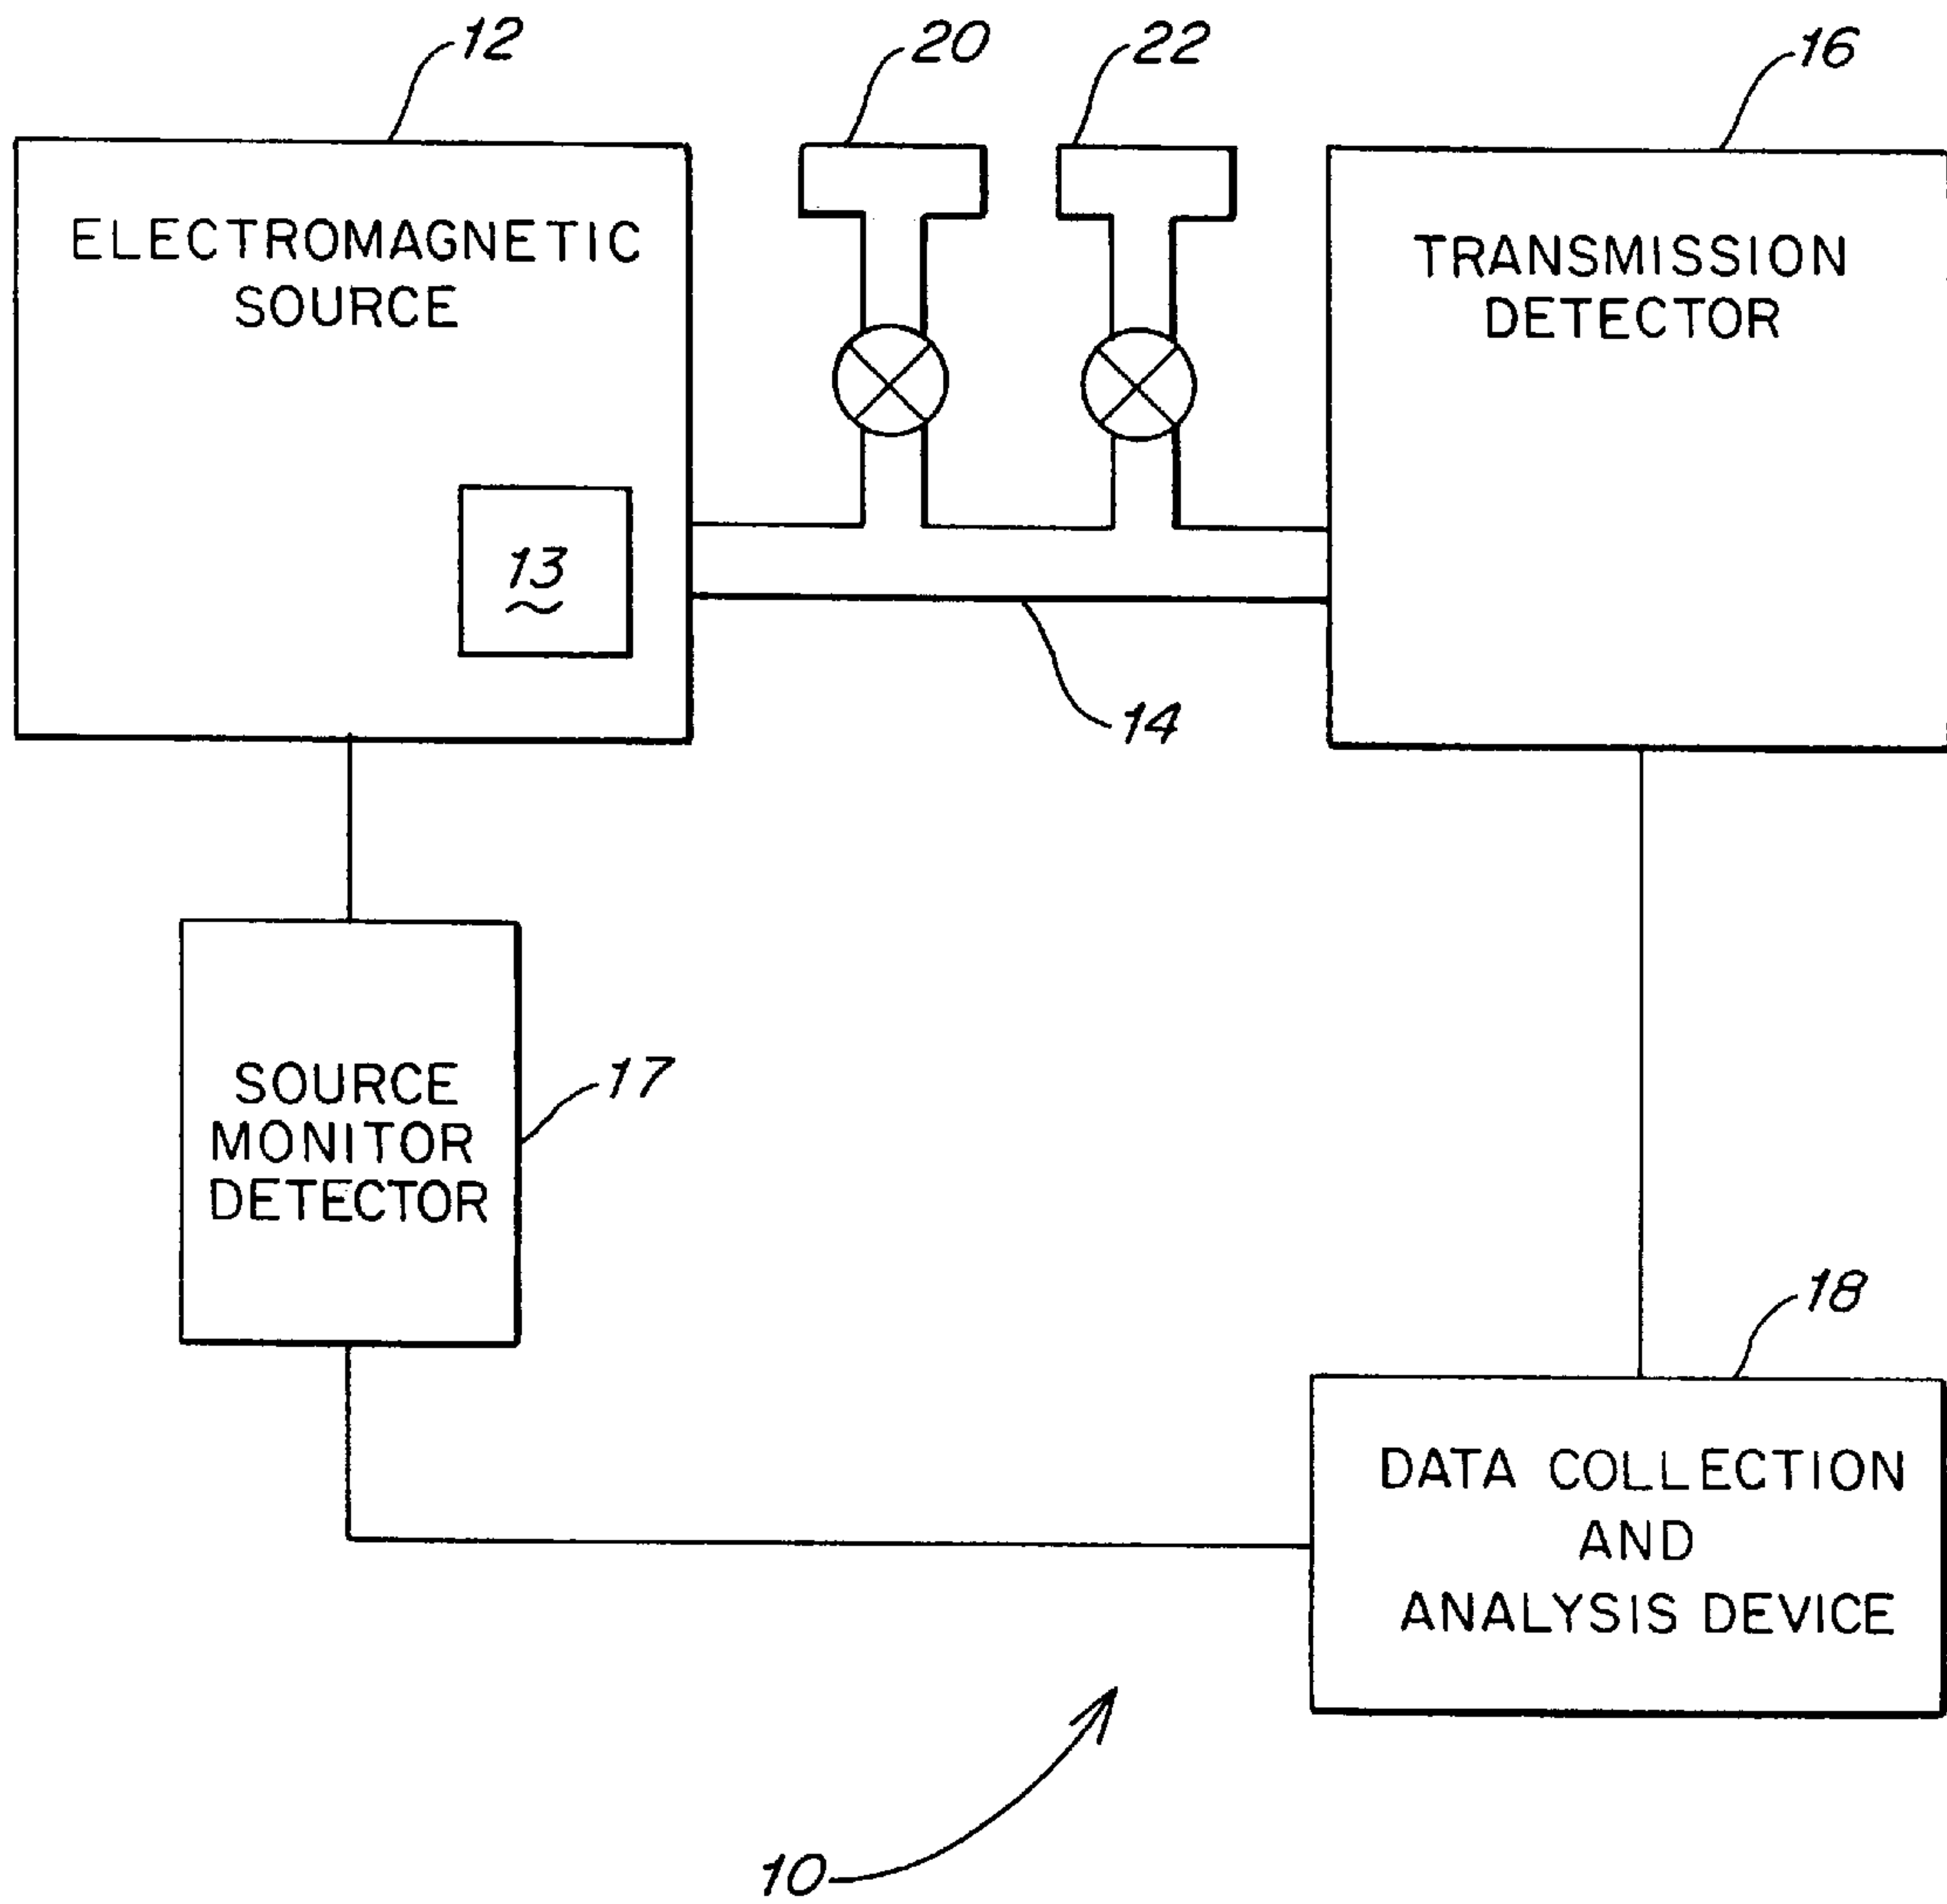 12
20
22
16
ELECTROMAGNETIC
SOURCE
TRANSMISSION
DETECTOR
13
14
SOURCE
MONITOR
DETECTOR
17
18
DATA COLLECTION
AND
ANALYSIS DEVICE
10